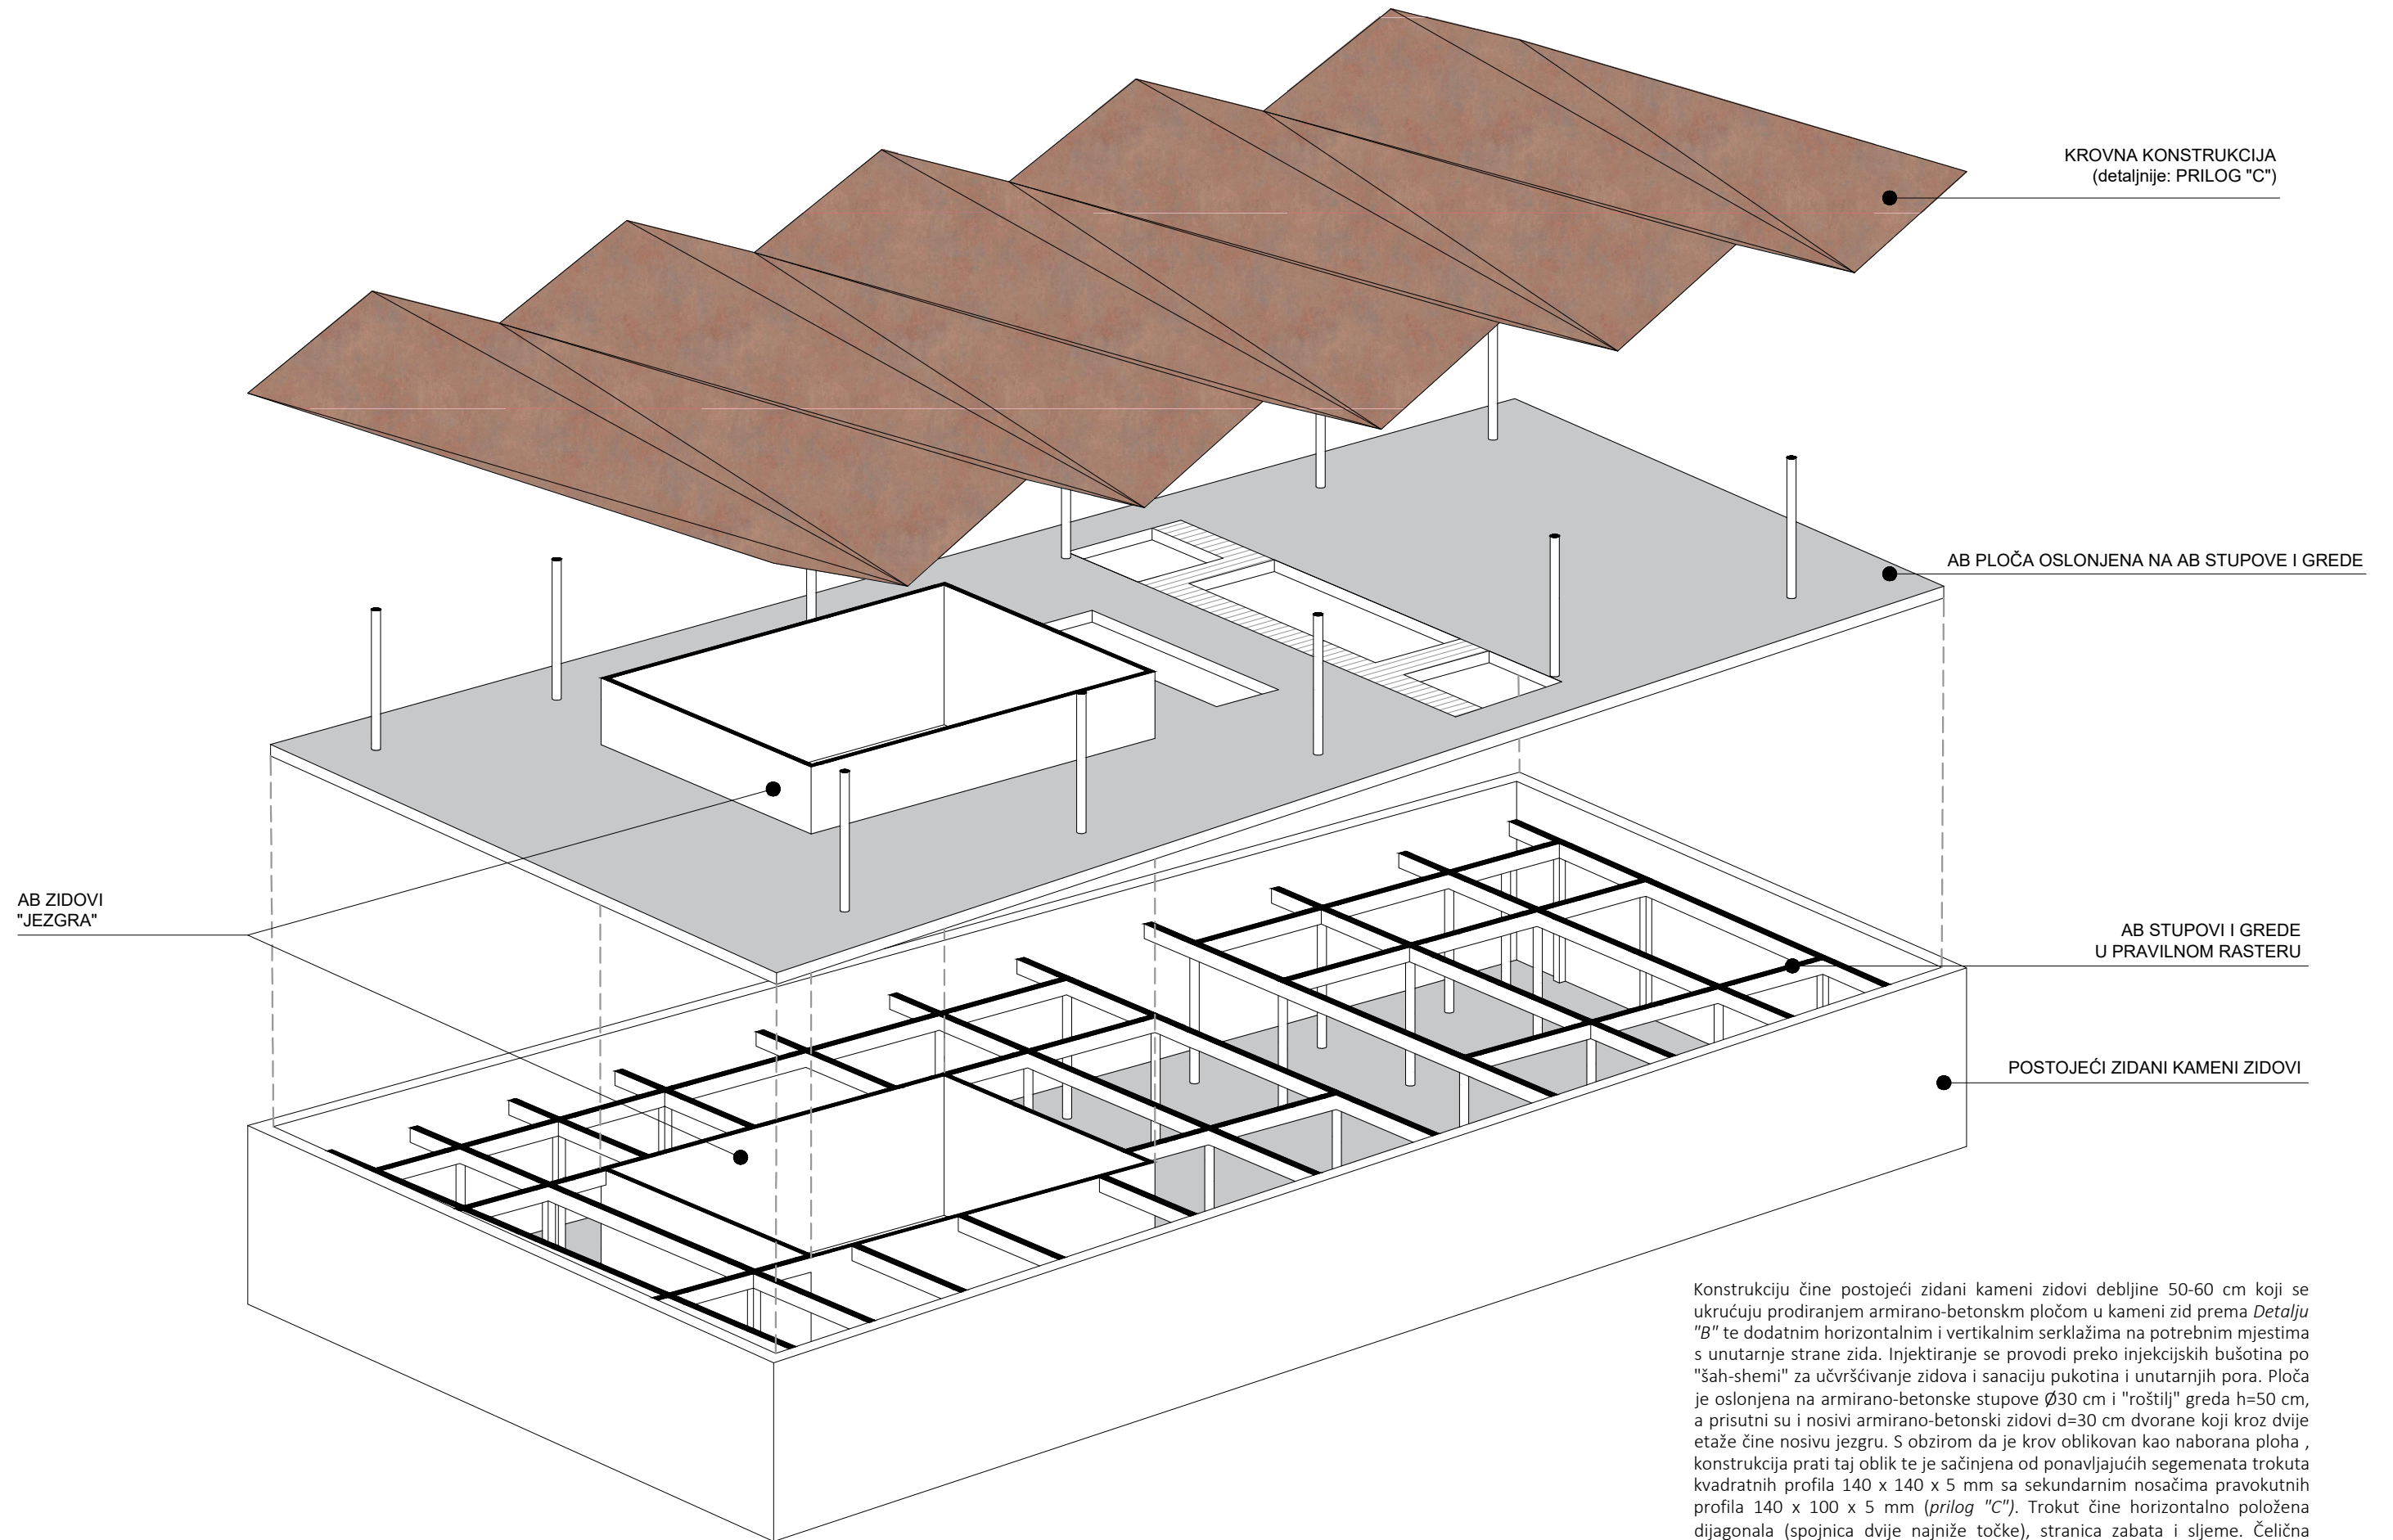 KROVNA KONSTRUKCIJA
(detaljnije: PRILOG "C")
AB PLOČA OSLONJENA NA AB STUPOVE I GREDE
AB ZIDOVI
"JEZGRA"
AB STUPOVI I GREDE
U PRAVILNOM RASTERU
POSTOJEĆI ZIDANI KAMENI ZIDOVI
Konstrukciju čine postojeći zidani kameni zidovi debljine 50-60 cm koji se
ukrućuju prodiranjem armirano-betonskm pločom u kameni zid prema Detalju
"B" te dodatnim horizontalnim i vertikalnim serklažima na potrebnim mjestima
s unutarnje strane zida. Injektiranje se provodi preko injekcijskih bušotina po
"šah-shemi" za učvršćivanje zidova i sanaciju pukotina i unutarnjih pora. Ploča
je oslonjena na armirano-betonske stupove Ø30 cm i "roštilj" greda h=50 cm,
a prisutni su i nosivi armirano-betonski zidovi d=30 cm dvorane koji kroz dvije
etaže čine nosivu jezgru. S obzirom da je krov oblikovan kao naborana ploha ,
konstrukcija prati taj oblik te je sačinjena od ponavljajućih segemenata trokuta
kvadratnih profila 140 x 140 x 5 mm sa sekundarnim nosačima pravokutnih
profila 140 x 100 x 5 mm (prilog "C"). Trokut čine horizontalno položena
dijagonala (spojnica dvije najniže točke), stranica zabata i sljeme. Čelična